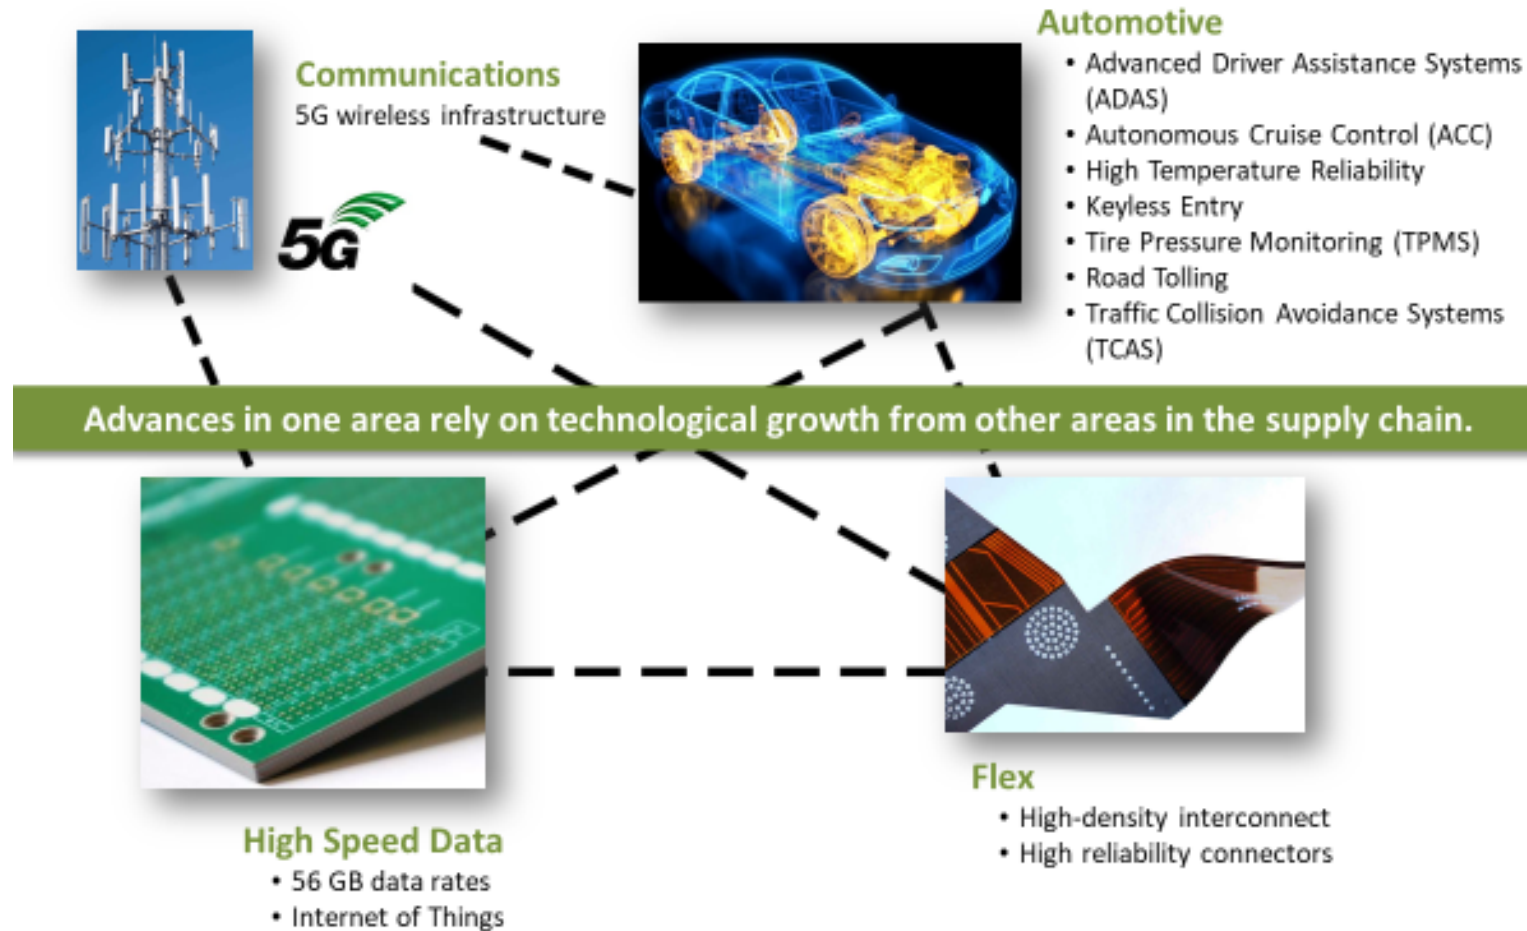 Communications
5G wireless infrastructure
5G
Automotive
• Advanced Driver Assistance Systems
(ADAS)
• Autonomous Cruise Control (ACC)
• High Temperature Reliability
• Keyless Entry
• Tire Pressure Monitoring (TPMS)
• Road Tolling
• Traffic Collision Avoidance Systems
(TCAS)
Advances in one area rely on technological growth from other areas in the supply chain.
High Speed Data
• 56 GB data rates
• Internet of Things
Flex
• High-density interconnect
• High reliability connectors